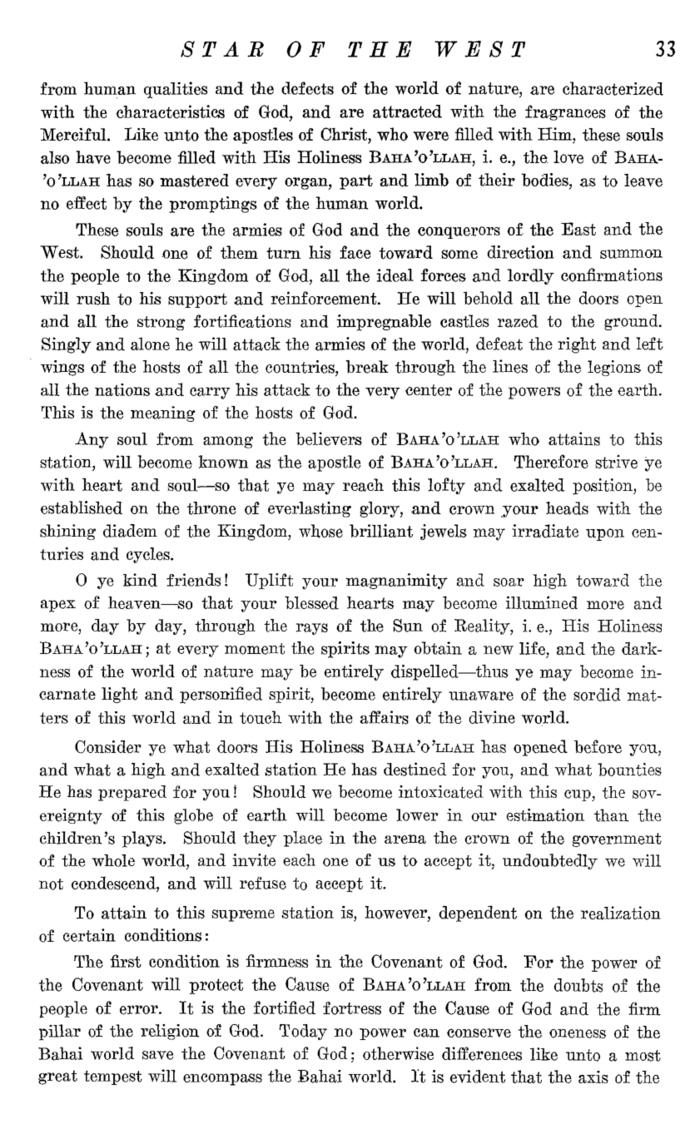 STAR OF THE WEST 33
from human qualities and the defects of the world of nature, are characterized
with the characteristics of God, and are attracted with the fragrances of the
Merciful. Like unto the apostles of Christ, who were filled with Him, these souls
also have become filled with His Holiness BAHA'O'LLAH, i. e., the love of BAHA-
'O'LLAH has so mastered every organ, part and limb of their bodies, as to leave
no effect by the promptings of the human world.
These souls are the armies of God and the conquerors of the East and the
West. Should one of them turn his face toward some direction and summon
the people to the Kingdom of God, all the ideal forces and lordly confirmations
will rush to his support and reinforcement. He will behold all the doors open
and all the strong fortifications and impregnable castles razed to the ground.
Singly and alone he will attack the armies of the world, defeat the right and left
wings of the hosts of all the countries, break through the lines of the legions of
all the nations and carry his attack to the very center of the powers of the earth.
This is the meaning of the hosts of God.
Any soul from among the believers of BAHA'O'LLAH who attains to this
station, will become known as the apostle of BAHA'O'LLAH. Therefore strive ye
with heart and soul—so that ye may reach this lofty and exalted position, be
established on the throne of everlasting glory, and crown your heads with the
shining diadem of the Kingdom, whose brilliant jewels may irradiate upon cen-
turies and cycles.
O ye kind friends! Uplift your magnanimity and soar high toward the
apex of heaven—so that your blessed hearts may become illumined more and
more, day by day, through the rays of the Sun of Reality, i. e., His Holiness
BAHA'O'LLAH; at every moment the spirits may obtain a new life, and the dark-
ness of the world of nature may be entirely dispelled—thus ye may become in-
carnate light and personified spirit, become entirely unaware of the sordid mat-
ters of this world and in touch with the affairs of the divine world.
Consider ye what doors His Holiness BAHA'O'LLAH has opened before you,
and what a high and exalted station He has destined for you, and what bounties
He has prepared for you! Should we become intoxicated with this cup, the sov-
ereignty of this globe of earth will become lower in our estimation than the
children's plays. Should they place in the arena the crown of the government
of the whole world, and invite each one of us to accept it, undoubtedly we will
not condescend, and will refuse to accept it.
To attain to this supreme station is, however, dependent on the realization
of certain conditions:
The first condition is firmness in the Covenant of God. For the power of
the Covenant will protect the Cause of BAHA'O'LLAH from the doubts of the
people of error. It is the fortified fortress of the Cause of God and the firm
pillar of the religion of God. Today no power can conserve the oneness of the
Bahai world save the Covenant of God; otherwise differences like unto a most
great tempest will encompass the Bahai world. It is evident that the axis of the